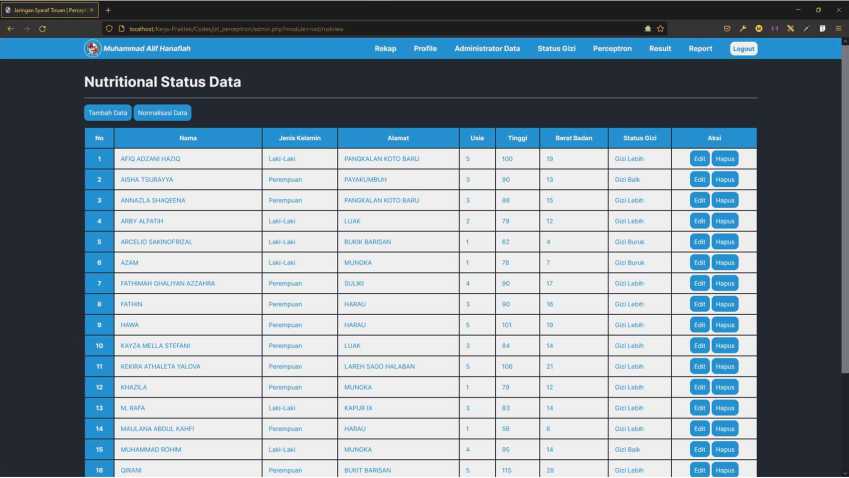 Jaringan Syaraf Tiruan | Percept
localhost/Kerja-Praktek/Codes/jst_perceptron/admin.php?module=nsd/nsdview
Muhammad Alif Hanafiah Rekap Profile Administrator Data Status Gizi Perceptron Result Report Logout
Nutritional Status Data
Tambah Data Normalisasi Data
No Nama Jenis Kelamin Alamat Usia Tinggi Berat Badan Status Gizi Aksi
1 AFIQ ADZANI HAZIQ Laki-Laki PANGKALAN KOTO BARU 5 100 19 Gizi Lebih Edit Hapus
2 AISHA TSURAYYA Perempuan PAYAKUMBUH 3 90 13 Gizi Baik Edit Hapus
3 ANNAZLA SHAQEENA Perempuan PANGKALAN KOTO BARU 3 88 15 Gizi Lebih Edit Hapus
4 ARBY ALFATIH Laki-Laki LUAK 2 79 12 Gizi Lebih Edit Hapus
5 ARCELIO SAKINOFRIZAL Laki-Laki BUKIK BARISAN 1 62 4 Gizi Buruk Edit Hapus
6 AZAM Laki-Laki MUNGKA 1 78 7 Gizi Buruk Edit Hapus
7 FATHIMAH GHALIYAN AZZAHRA Perempuan SULIKI 4 90 17 Gizi Lebih Edit Hapus
8 FATHIN Perempuan HARAU 3 90 16 Gizi Lebih Edit Hapus
9 HAWA Perempuan HARAU 5 101 19 Gizi Lebih Edit Hapus
10 KAYZA MELLA STEFANI Perempuan LUAK 3 84 14 Gizi Lebih Edit Hapus
11 KEKIRA ATHALETA YALOVA Perempuan LAREH SAGO HALABAN 5 106 21 Gizi Lebih Edit Hapus
12 KHAZILA Perempuan MUNGKA 1 79 12 Gizi Lebih Edit Hapus
13 M. RAFA Laki-Laki KAPUR IX 3 83 14 Gizi Lebih Edit Hapus
14 MAULANA ABDUL KAHFI Perempuan HARAU 1 58 6 Gizi Lebih Edit Hapus
15 MUHAMMAD ROHIM Laki-Laki MUNGKA 4 95 14 Gizi Baik Edit Hapus
16 QIRANI Perempuan BUKIT BARISAN 5 115 28 Gizi Lebih Edit Hapus